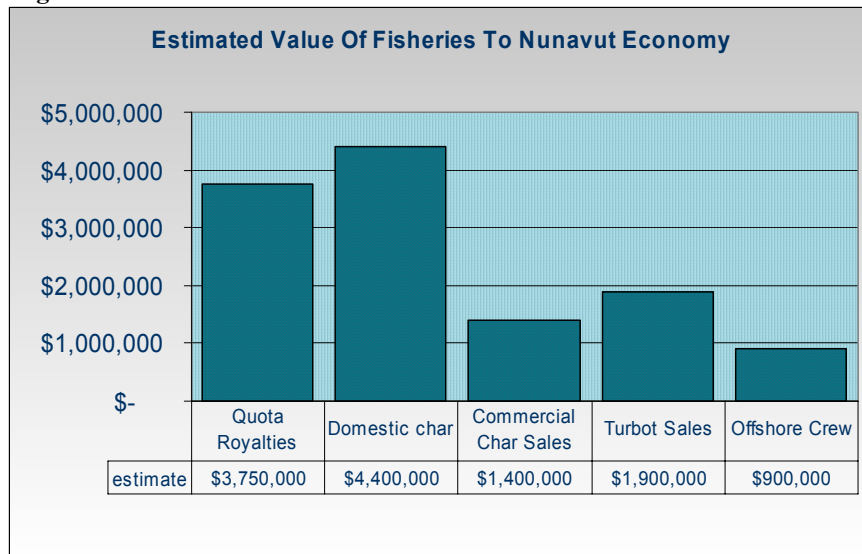 Estimated Value Of Fisheries To Nunavut Economy
$5,000,000
$4,000,000
$3,000,000
$2,000,000
$1,000,000
$-
Quota
Royalties
Domestic char
Commercial
Char Sales
Turbot Sales
Offshore Crew
estimate
$3,750,000
$4,400,000
$1,400,000
$1,900,000
$900,000